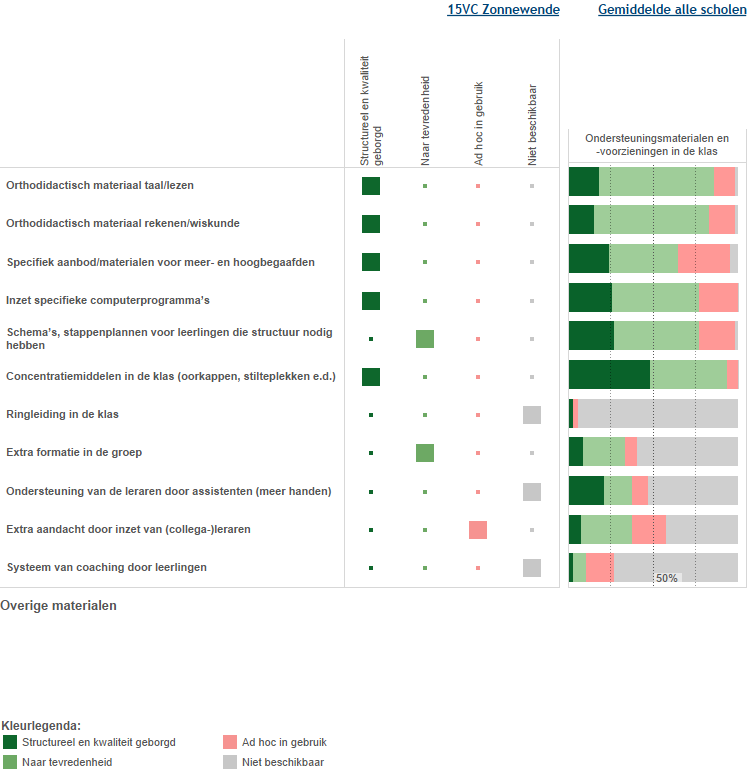 15VC Zonnewende
Gemiddelde alle scholen
Structureel en kwaliteit
geborgd
Naar tevredenheid
Ad hoc in gebruik
Niet beschikbaar
Ondersteuningsmaterialen en
-voorzieningen in de klas
Orthodidactisch materiaal taal/lezen
Orthodidactisch materiaal rekenen/wiskunde
Specifiek aanbod/materialen voor meer- en hoogbegaafden
Inzet specifieke computerprogramma's
Schema's, stappenplannen voor leerlingen die structuur nodig
hebben
Concentratiemiddelen in de klas (oorkappen, stilteplekken e.d.)
Ringleiding in de klas
Extra formatie in de groep
Ondersteuning van de leraren door assistenten (meer handen)
Extra aandacht door inzet van (collega-)leraren
Systeem van coaching door leerlingen
50%
Overige materialen
Kleurlegenda:
Structureel en kwaliteit geborgd
Ad hoc in gebruik
Naar tevredenheid
Niet beschikbaar